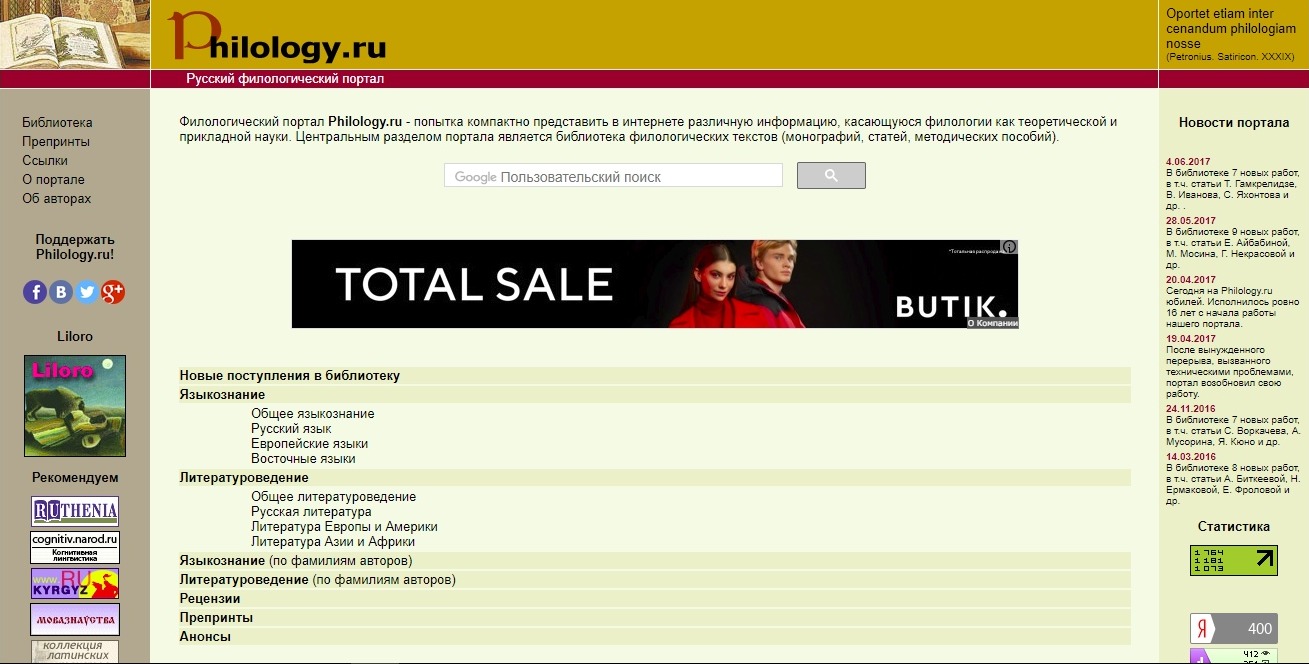 Philology.ru
Oportet etiam inter
cenandum philologiam
nosse
(Petronius. Satiricon. XXXIX)
Русский филологический портал
Библиотека
Препринты
Ссылки
О портале
Об авторах
Поддержать
Philology.ru!
f B g+
Liloro
Liloro
Рекомендуем
RUTHENIA
cognitiv.narod.ru
Когнитивная
лингвистика
www.RU
KYRGYZ
МОВАЗНАЎСТВА
КОЛЛЕКЦИЯ
ЛАТИНСКИХ
Филологический портал Philology.ru - попытка компактно представить в интернете различную информацию, касающуюся филологии как теоретической и
прикладной науки. Центральным разделом портала является библиотека филологических текстов (монографий, статей, методических пособий).
Google Пользовательский поиск
*Тотальная распродажа
TOTAL SALE
BUTIK.
О Компании
Новые поступления в библиотеку
Языкознание
Общее языкознание
Русский язык
Европейские языки
Восточные языки
Литературоведение
Общее литературоведение
Русская литература
Литература Европы и Америки
Литература Азии и Африки
Языкознание (по фамилиям авторов)
Литературоведение (по фамилиям авторов)
Рецензии
Препринты
Анонсы
Новости портала
4.06.2017
В библиотеке 7 новых работ,
в т.ч. статьи Т. Гамкрелидзе,
В. Иванова, С. Яхонтова и
др. .
28.05.2017
В библиотеке 9 новых работ,
в т.ч. статьи Е. Айбабиной,
М. Мосина, Г. Некрасовой и
др.
20.04.2017
Сегодня на Philology.ru
юбилей. Исполнилось ровно
16 лет с начала работы
нашего портала.
19.04.2017
После вынужденного
перерыва, вызванного
техническими проблемами,
портал возобновил свою
работу.
24.11.2016
В библиотеке 7 новых работ,
в т.ч. статьи С. Воркачева, А.
Мусорина, Я. Кюно и др.
14.03.2016
В библиотеке 8 новых работ,
в т.ч. статьи А. Биткеевой, Н.
Ермаковой, Е. Фроловой и
др.
Статистика
1764
1181
1073
Я 400
412